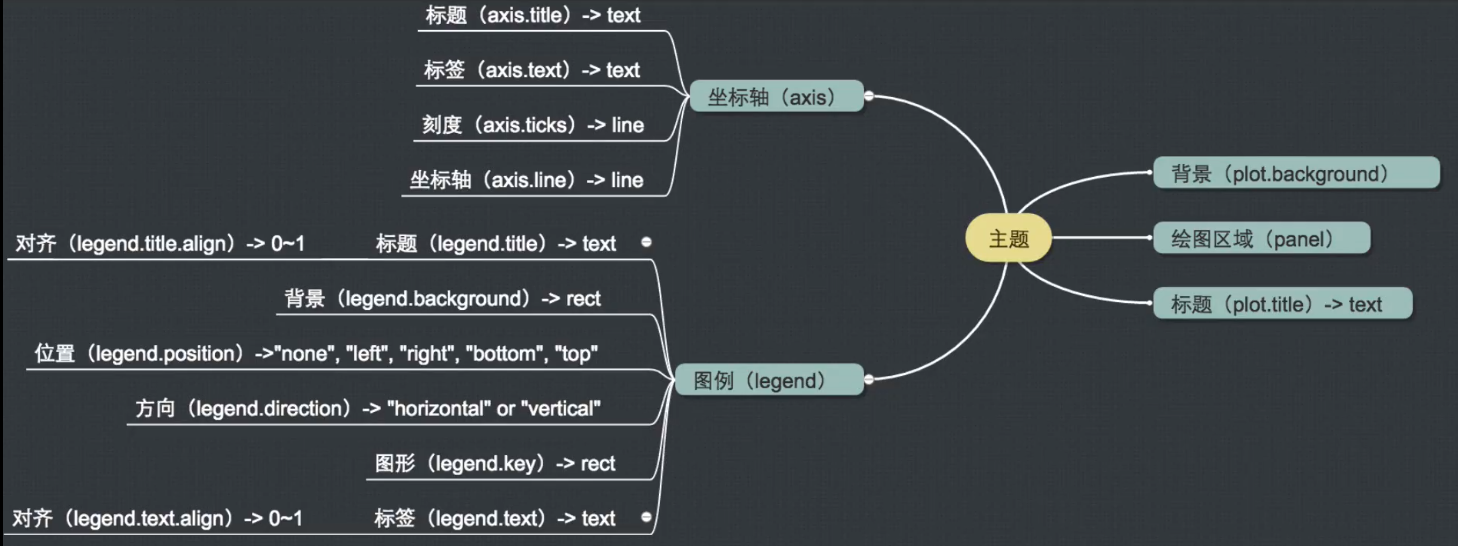 标题（axis.title）-> text
标签（axis.text）-> text
刻度（axis.ticks）-> line
坐标轴（axis.line）-> line
坐标轴（axis）
对齐（legend.title.align）-> 0~1
标题（legend.title）-> text
背景（legend.background）-> rect
位置（legend.position）->"none", "left", "right", "bottom", "top"
方向（legend.direction）-> "horizontal" or "vertical"
图形（legend.key）-> rect
对齐（legend.text.align）-> 0~1
标签（legend.text）-> text
图例（legend）
主题
背景（plot.background）
绘图区域（panel）
标题（plot.title）-> text